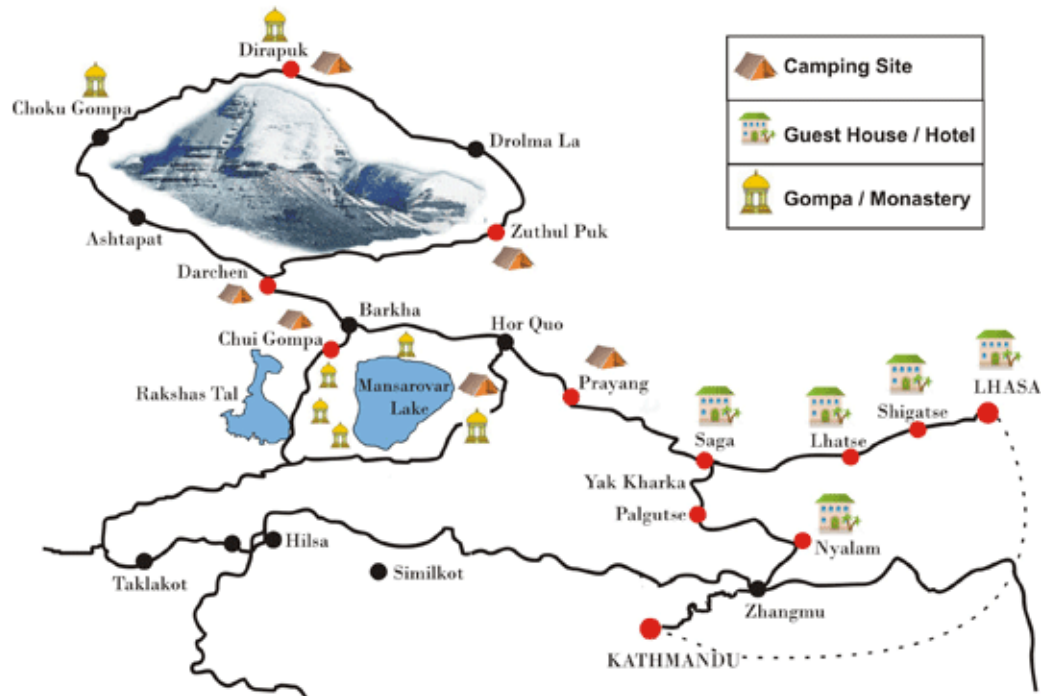 Dirapuk
Choku Gompa
Drolma La
Ashtapat
Zuthul Puk
Darchen
Barkha
Chui Gompa
Hor Quo
Rakshas Tal
Mansarovar
Lake
Prayang
Saga
Lhatse
Shigatse
LHASA
Yak Kharka
Palgutse
Nyalam
Hilsa
Taklakot
Similkot
Zhangmu
KATHMANDU
Camping Site
Guest House / Hotel
Gompa / Monastery